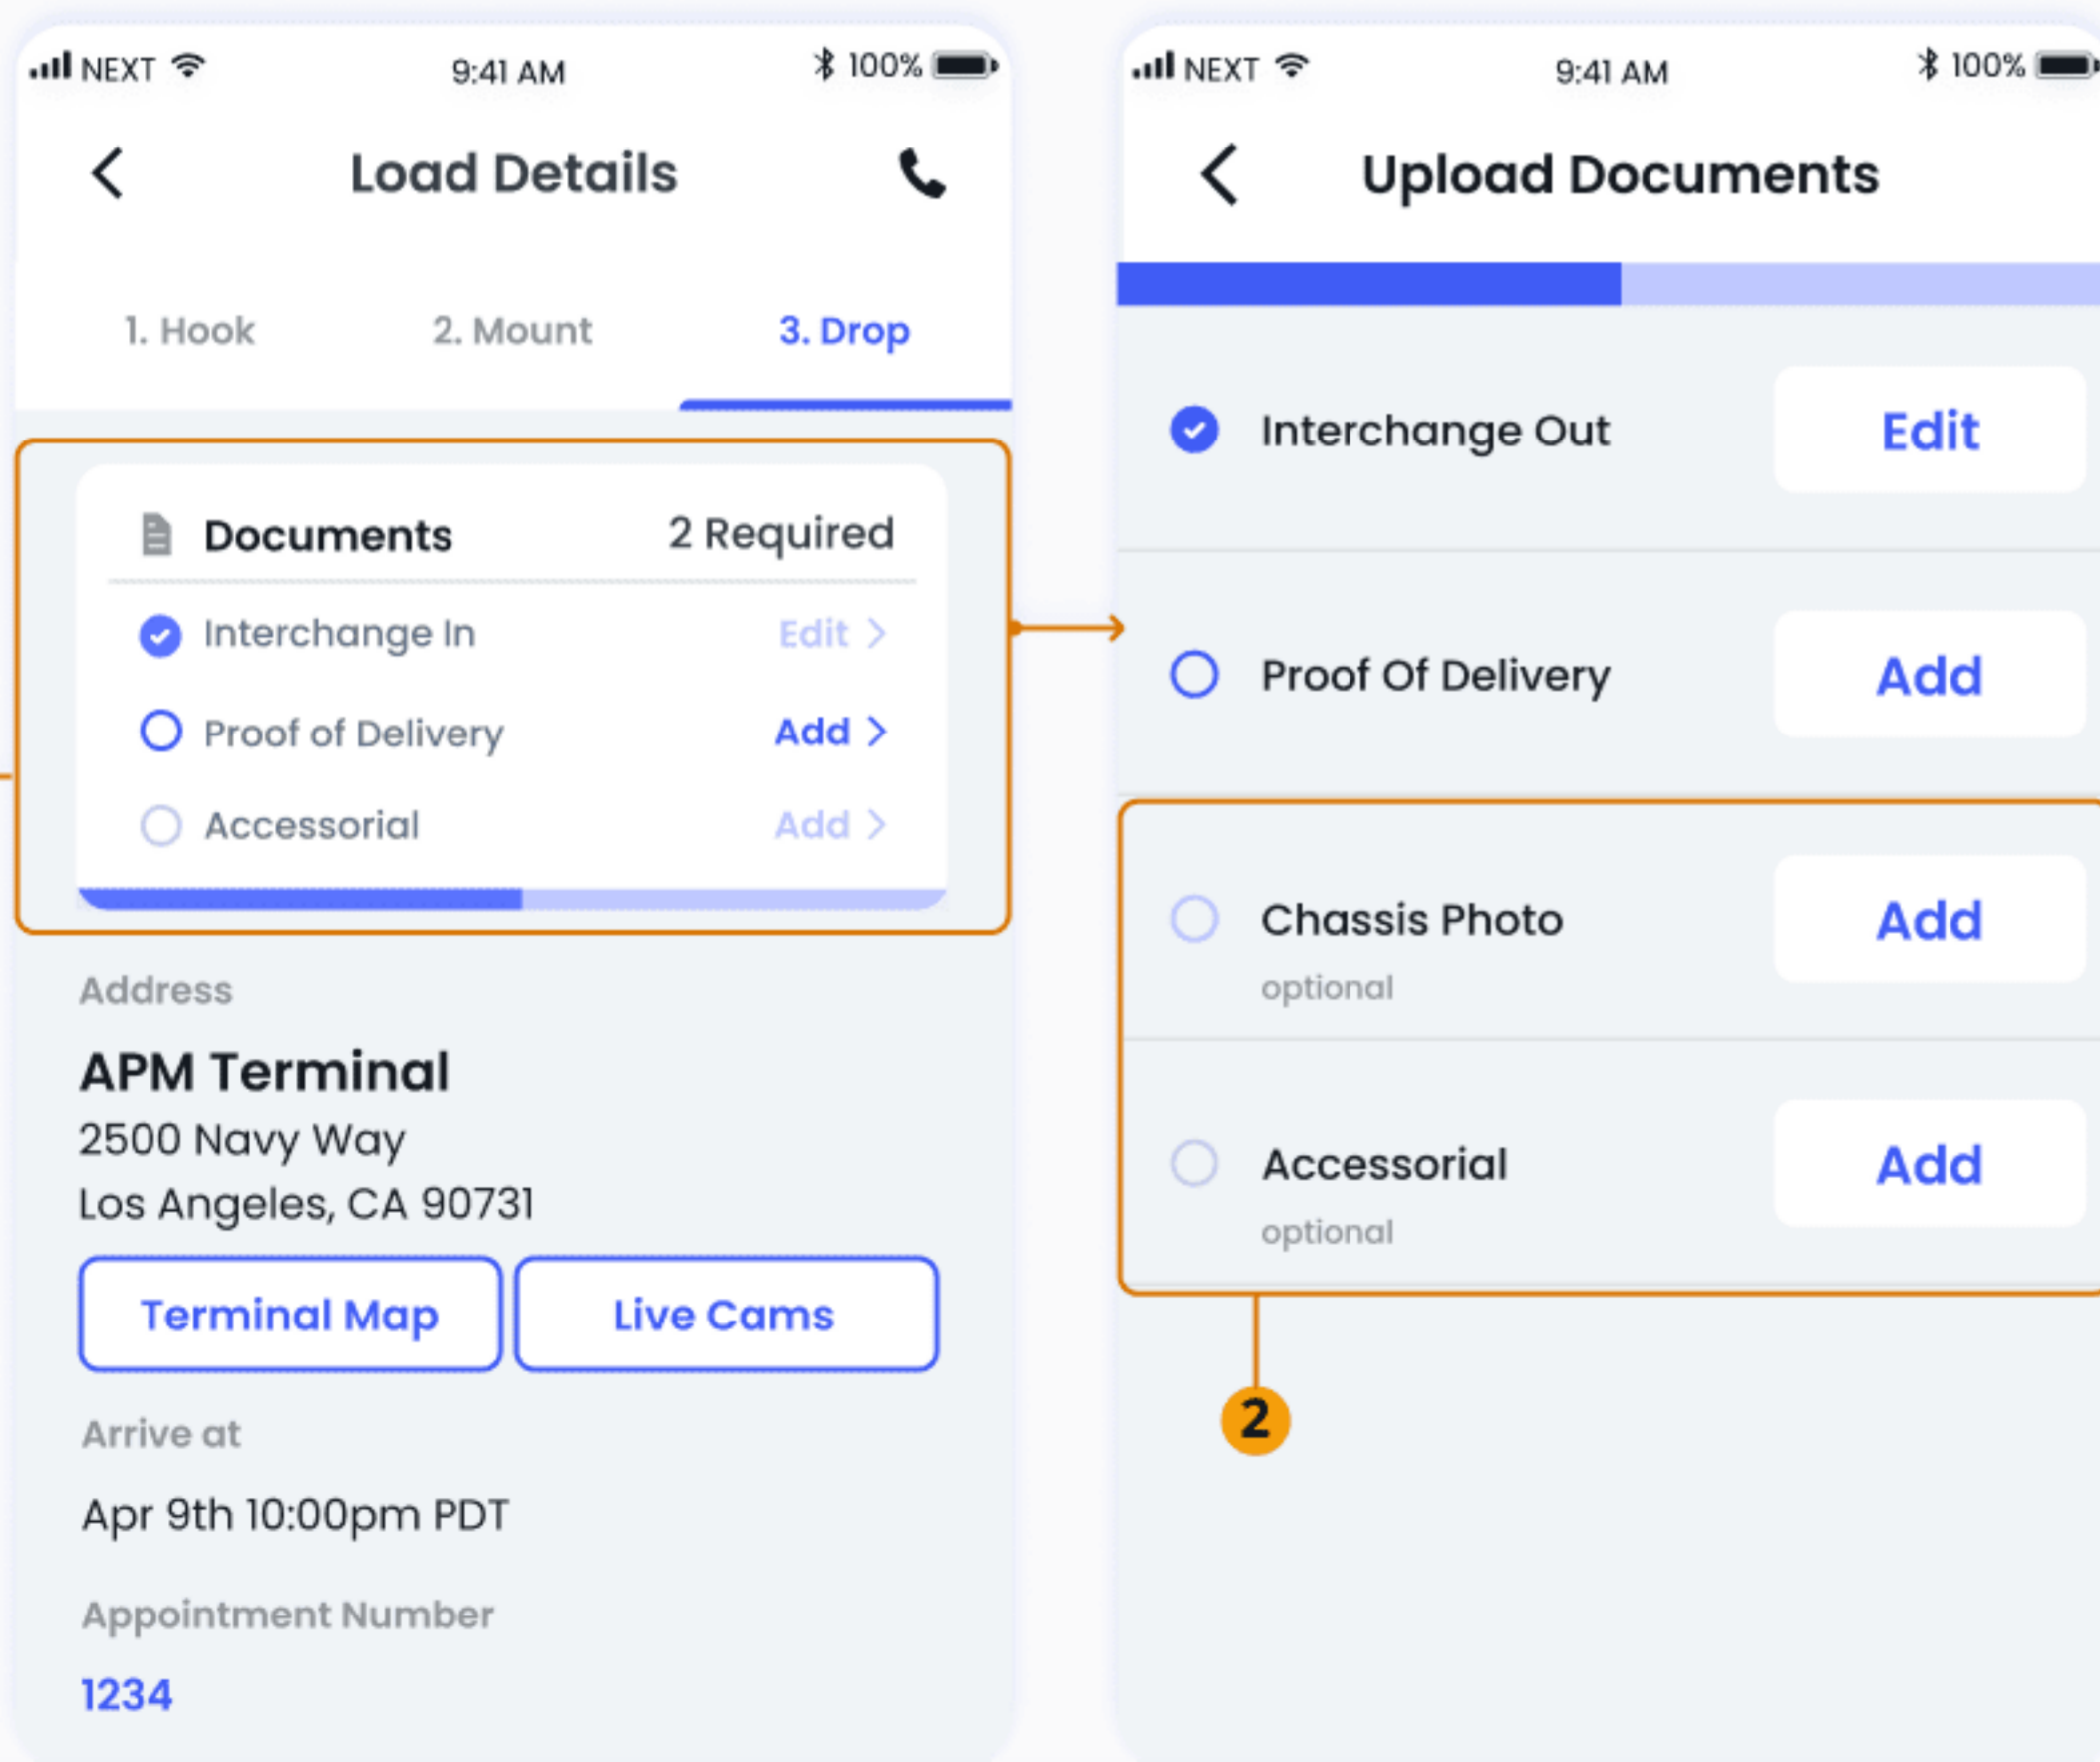 NEXT 9:41 AM 100%
Load Details
1. Hook 2. Mount 3. Drop
Documents 2 Required
Interchange In Edit
Proof of Delivery Add
Accessorial Add
Address
APM Terminal
2500 Navy Way
Los Angeles, CA 90731
Terminal Map Live Cams
Arrive at
Apr 9th 10:00pm PDT
Appointment Number
1234
NEXT 9:41 AM 100%
Upload Documents
Interchange Out Edit
Proof Of Delivery Add
Chassis Photo Add
optional
Accessorial Add
optional
2